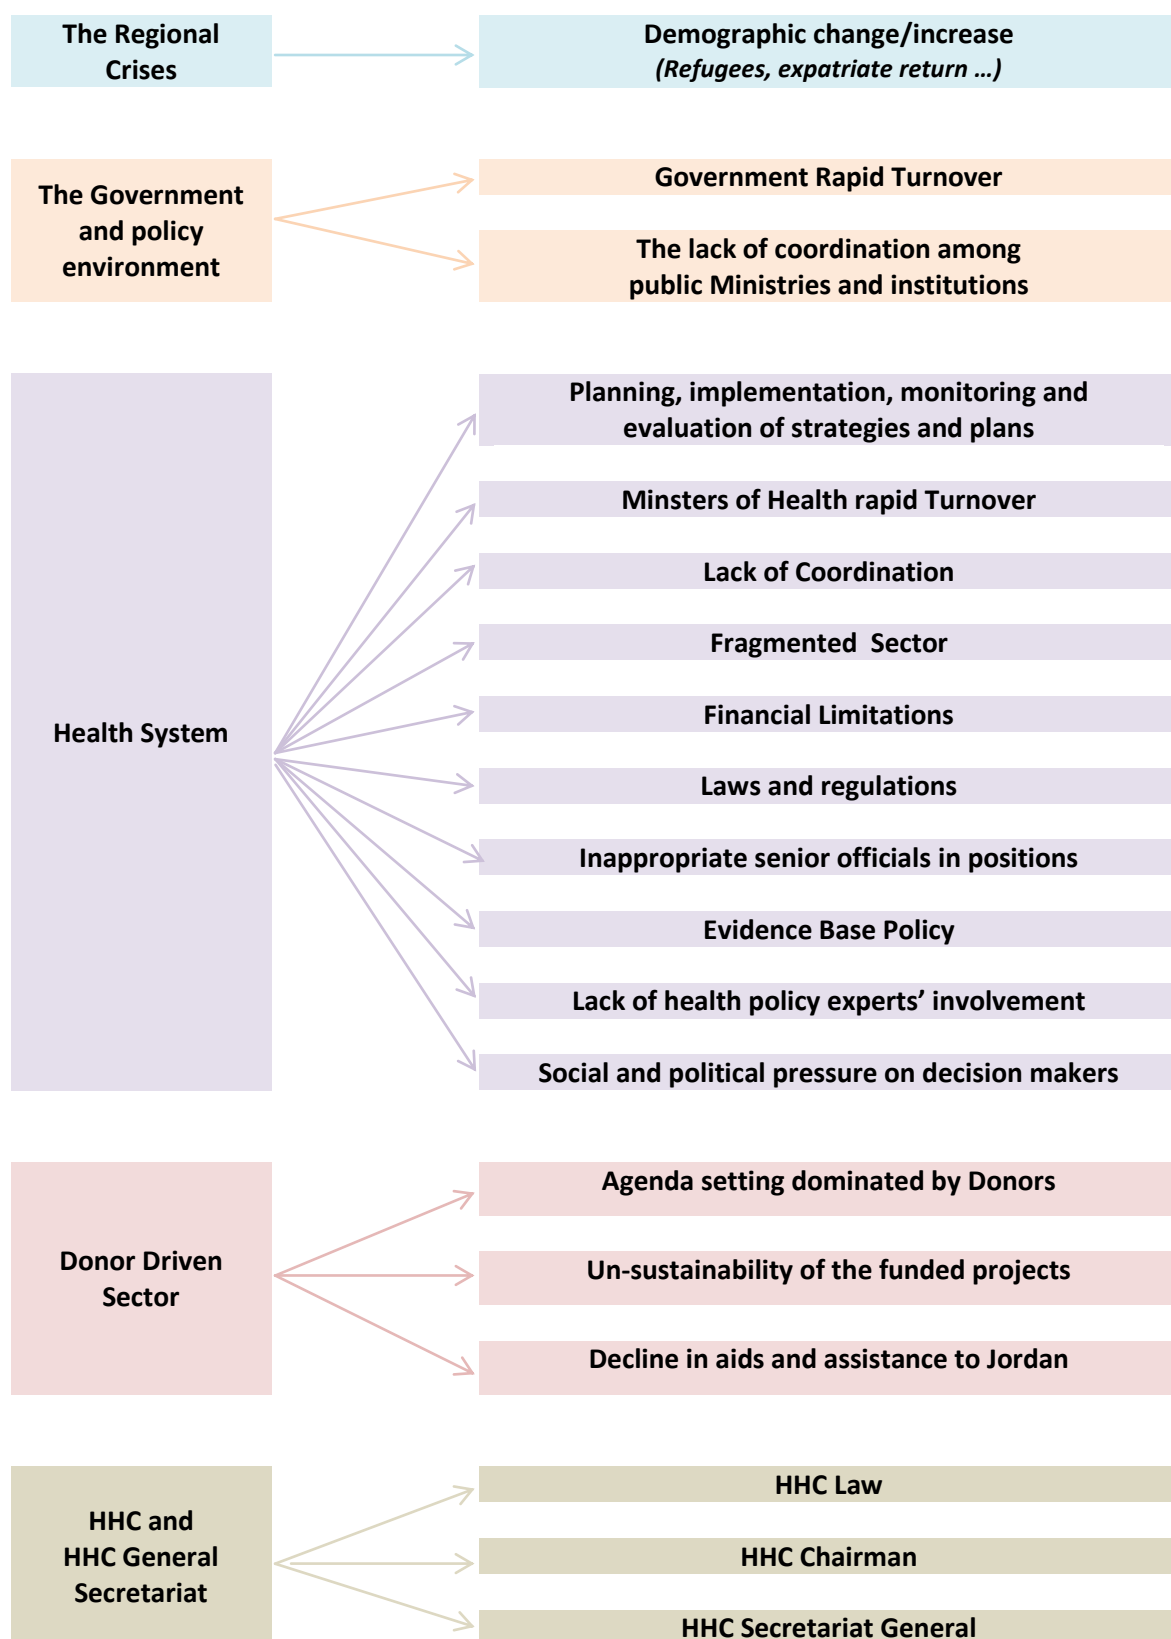 The Regional
Crises
Demographic change/increase
(Refugees, expatriate return …)
The Government
and policy
environment
Government Rapid Turnover
The lack of coordination among
public Ministries and institutions
Health System
Planning, implementation, monitoring and
evaluation of strategies and plans
Minsters of Health rapid Turnover
Lack of Coordination
Fragmented  Sector
Financial Limitations
Laws and regulations
Inappropriate senior officials in positions
Evidence Base Policy
Lack of health policy experts’ involvement
Social and political pressure on decision makers
Donor Driven
Sector
Agenda setting dominated by Donors
Un-sustainability of the funded projects
Decline in aids and assistance to Jordan
HHC and
HHC General
Secretariat
HHC Law
HHC Chairman
HHC Secretariat General